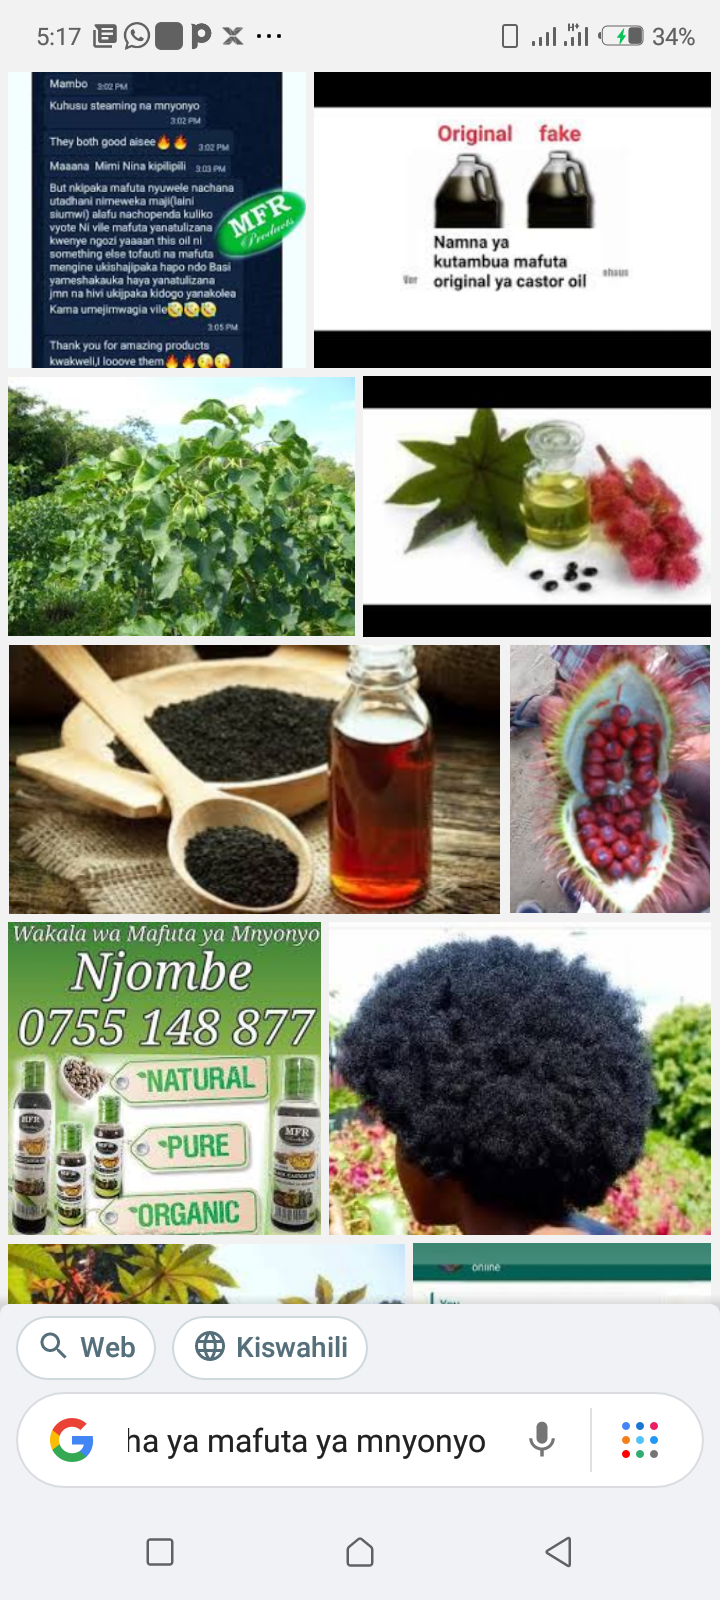 5:17
34%
Mambo 3:02 PM
Kuhusu steaming na mnyonyo
3:02 PM
They both good aisee🔥🔥 3:02 PM
Maaana Mimi Nina kipilipili 3:03 PM
But nkipaka mafuta nyuwele nachana
utadhani nimeweka maji(laini
siumwi) alafu nachopenda kuliko
vyote Ni vile mafuta yanatulizana
kwenye ngozi yaaaan this oil ni
something else tofauti na mafuta
mengine ukishajipaka hapo ndo Basi
yameshakauka haya yanatulizana
jmn na hivi ukijpaka kidogo yanakolea
Kama umejimwagia vile
3:05 PM
Thank you for amazing products
kwakweli,I looove them🔥🔥
MFR
Products
Original fake
Namna ya
kutambua mafuta
original ya castor oil
Wakala wa Mafuta ya Mnyonyo
Njombe
0755 148 877
NATURAL
PURE
ORGANIC
MFR
MFR
online
You
Web
Kiswahili
ha ya mafuta ya mnyonyo